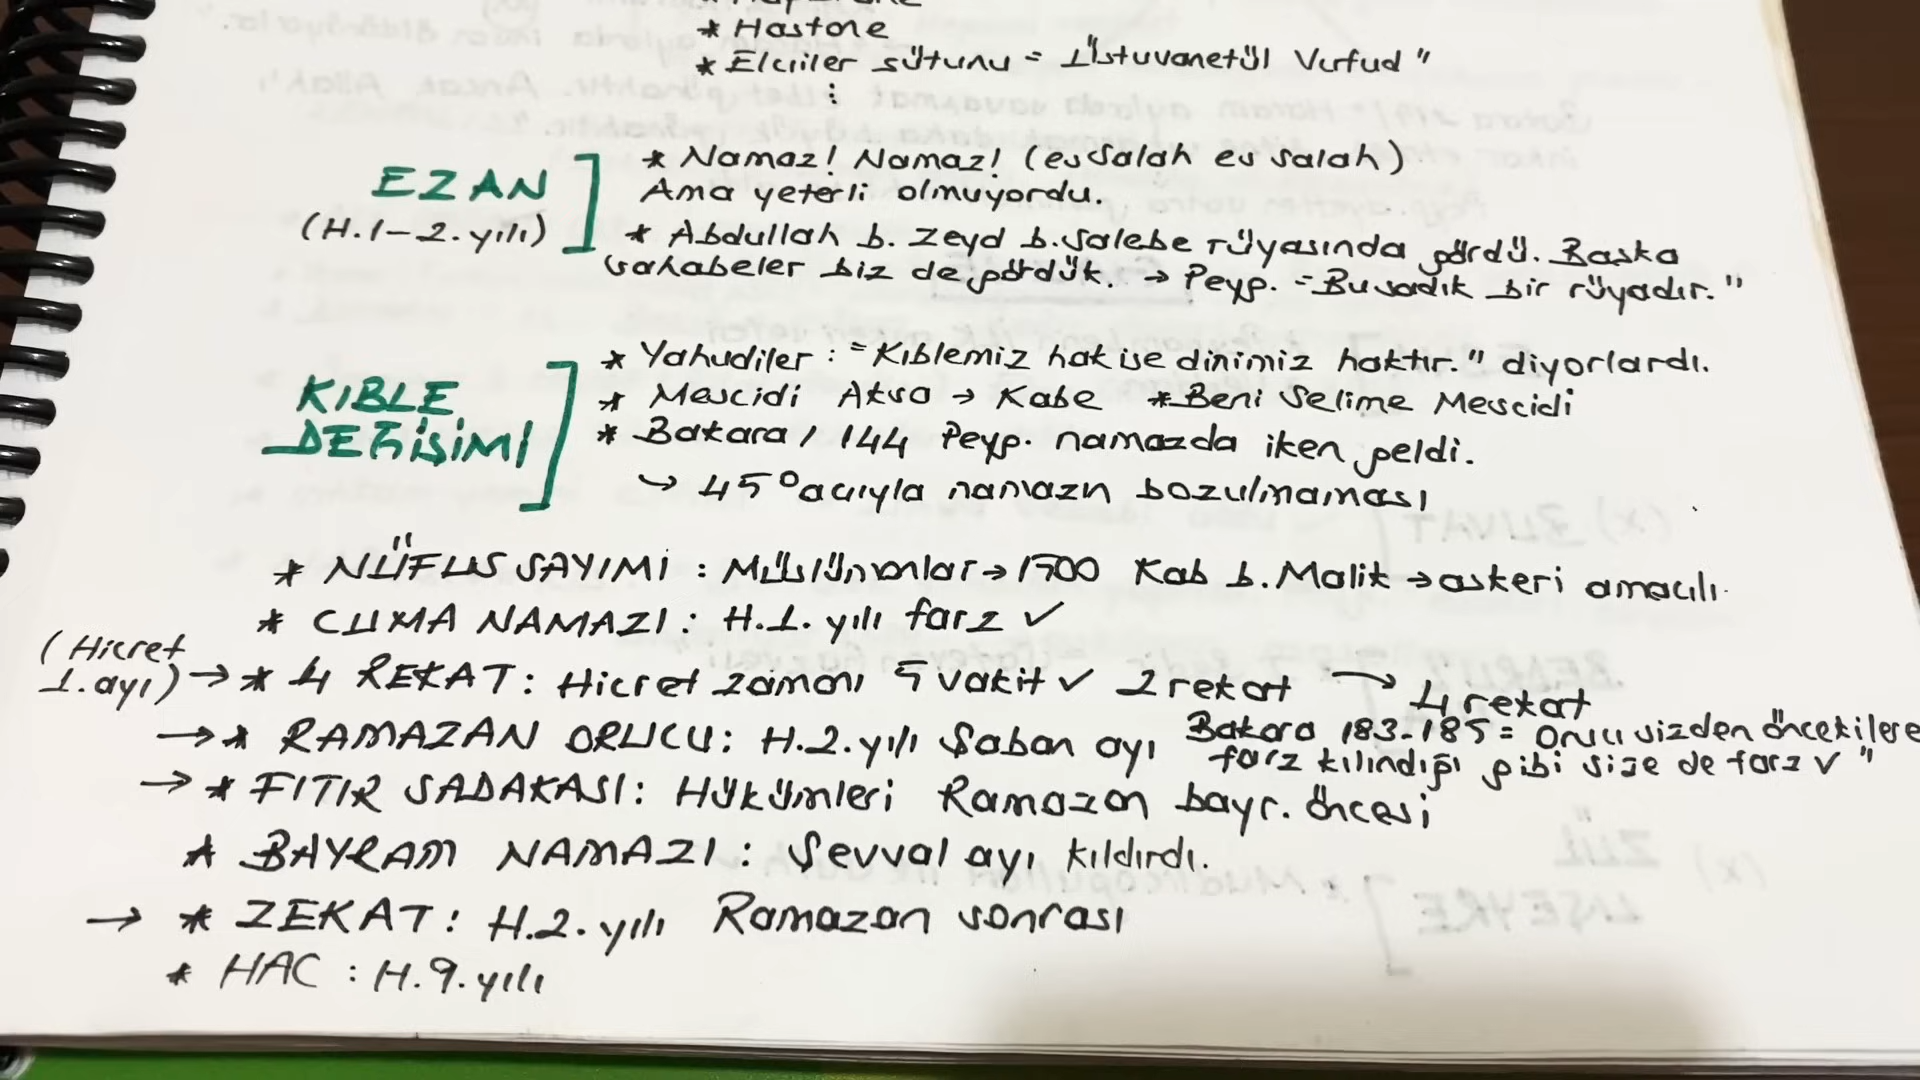 * Hastane
* Elçiler sütunu = "Üstuvanetül Vufud"
:
EZAN
(H.1-2.yılı)
* Namaz! Namaz! (es Salah es salah)
Ama yeterli olmuyordu.
* Abdullah b. Zeyd b. Salebe rüyasında gördü. Başka
sahabeler biz de gördük. → Peyg. = Bu sadık bir rüyadır."
KIBLE
DEĞİŞİMİ
* Yahudiler : "Kıblemiz hak ise dinimiz haktır." diyorlardı.
* Mescidi Aksa → Kabe * Beni Selime Mescidi
* Bakara / 144 Peyg. namazda iken geldi.
↳ 45° açıyla namazın bozulmaması
* NÜFUS SAYIMI : Müslümanlar → 1500 Kab b. Malik → askeri amaçlı.
* CUMA NAMAZI : H.1. yılı farz ✓
(Hicret
1. ayı) → * 4 REKAT : Hicret zamanı 5 vakit ✓ 2 rekat → 4 rekat
→ * RAMAZAN ORUCU : H.2. yılı Şaban ayı Bakara 183-185 = Oruç sizden öncekilere
farz kılındığı gibi size de farz ✓ "
→ * FITIR SADAKASI : Hükümleri Ramazan bayr. öncesi
* BAYRAM NAMAZI : Şevval ayı kıldırdı.
→ * ZEKAT : H.2. yılı Ramazan sonrası
* HAC : H.9. yılı